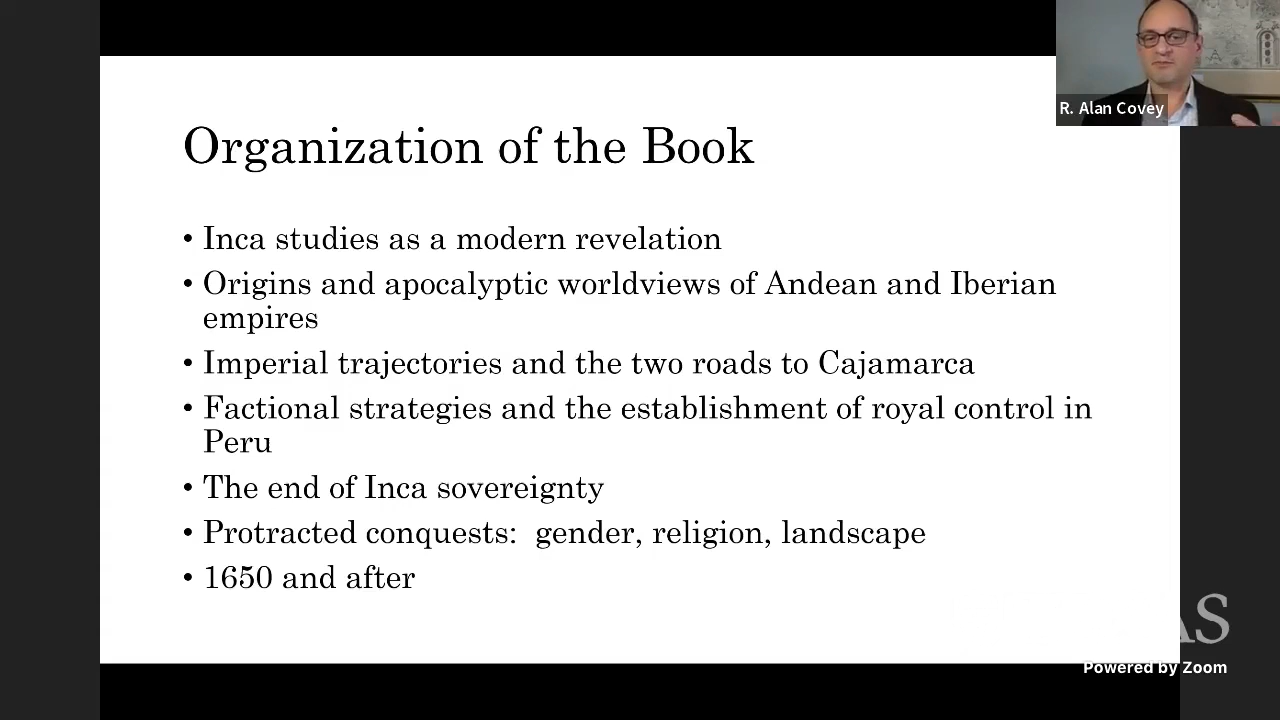 R. Alan Covey
Organization of the Book
• Inca studies as a modern revelation
• Origins and apocalyptic worldviews of Andean and Iberian
empires
• Imperial trajectories and the two roads to Cajamarca
• Factional strategies and the establishment of royal control in
Peru
• The end of Inca sovereignty
• Protracted conquests:  gender, religion, landscape
• 1650 and after
AS
Powered by Zoom